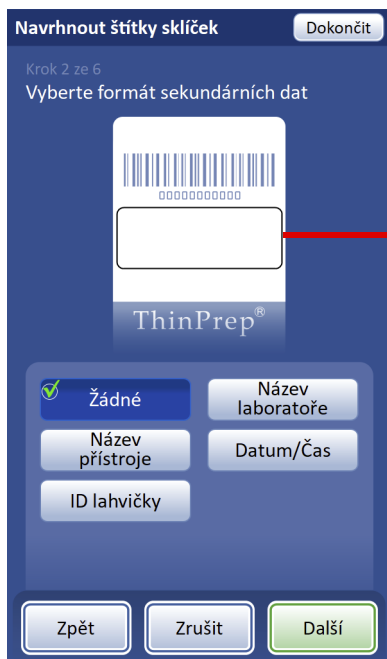 Navrhnout štítky sklíček
Dokončit
Krok 2 ze 6
Vyberte formát sekundárních dat
00000000000
ThinPrep®
Žádné
Název
laboratoře
Název
přístroje
Datum/Čas
ID lahvičky
Zpět
Zrušit
Další